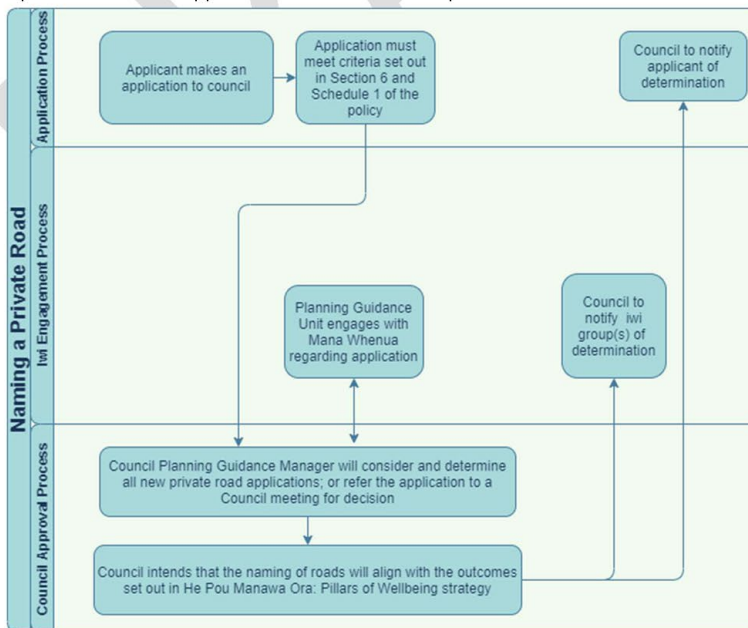 Naming a Private Road
Application Process
Applicant makes an
application to council
Application must
meet criteria set out
in Section 6 and
Schedule 1 of the
policy
Council to notify
applicant of
determination
Iwi Engagement Process
Planning Guidance
Unit engages with
Mana Whenua
regarding application
Council to
notify iwi
group(s) of
determination
Council Approval Process
Council Planning Guidance Manager will consider and determine
all new private road applications; or refer the application to a
Council meeting for decision
Council intends that the naming of roads will align with the outcomes
set out in He Pou Manawa Ora: Pillars of Wellbeing strategy